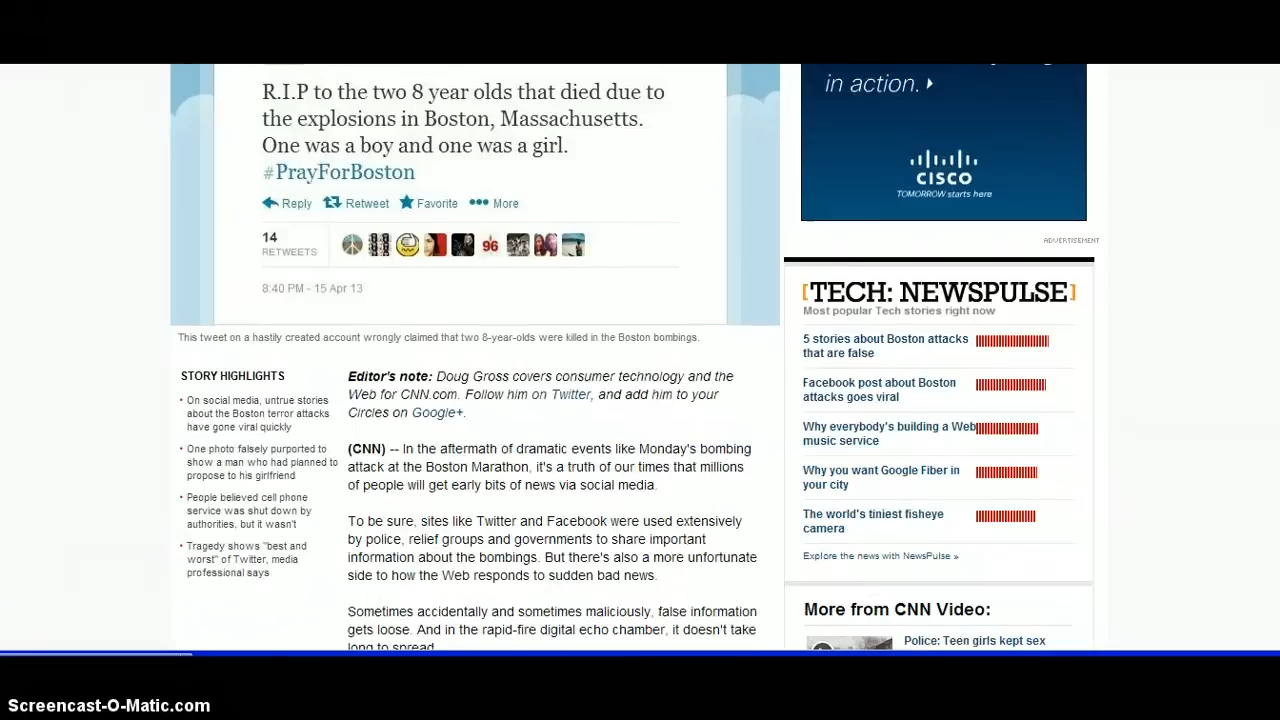 in action.
R.I.P to the two 8 year olds that died due to
the explosions in Boston, Massachusetts.
One was a boy and one was a girl.
#PrayForBoston
Reply Retweet Favorite More
14
RETWEETS
96
8:40 PM - 15 Apr 13
This tweet on a hastily created account wrongly claimed that two 8-year-olds were killed in the Boston bombings.
CISCO
TOMORROW starts here
ADVERTISEMENT
STORY HIGHLIGHTS
• On social media, untrue stories
about the Boston terror attacks
have gone viral quickly
• One photo falsely purported to
show a man who had planned to
propose to his girlfriend
• People believed cell phone
service was shut down by
authorities, but it wasn't
• Tragedy shows "best and
worst" of Twitter, media
professional says
Editor's note: Doug Gross covers consumer technology and the
Web for CNN.com. Follow him on Twitter, and add him to your
Circles on Google+.
(CNN) -- In the aftermath of dramatic events like Monday's bombing
attack at the Boston Marathon, it's a truth of our times that millions
of people will get early bits of news via social media.
To be sure, sites like Twitter and Facebook were used extensively
by police, relief groups and governments to share important
information about the bombings. But there's also a more unfortunate
side to how the Web responds to sudden bad news.
Sometimes accidentally and sometimes maliciously, false information
gets loose. And in the rapid-fire digital echo chamber, it doesn't take
long to spread.
[TECH: NEWSPULSE]
Most popular Tech stories right now
5 stories about Boston attacks
that are false
Facebook post about Boston
attacks goes viral
Why everybody's building a Web
music service
Why you want Google Fiber in
your city
The world's tiniest fisheye
camera
Explore the news with NewsPulse »
More from CNN Video:
Police: Teen girls kept sex
Screencast-O-Matic.com